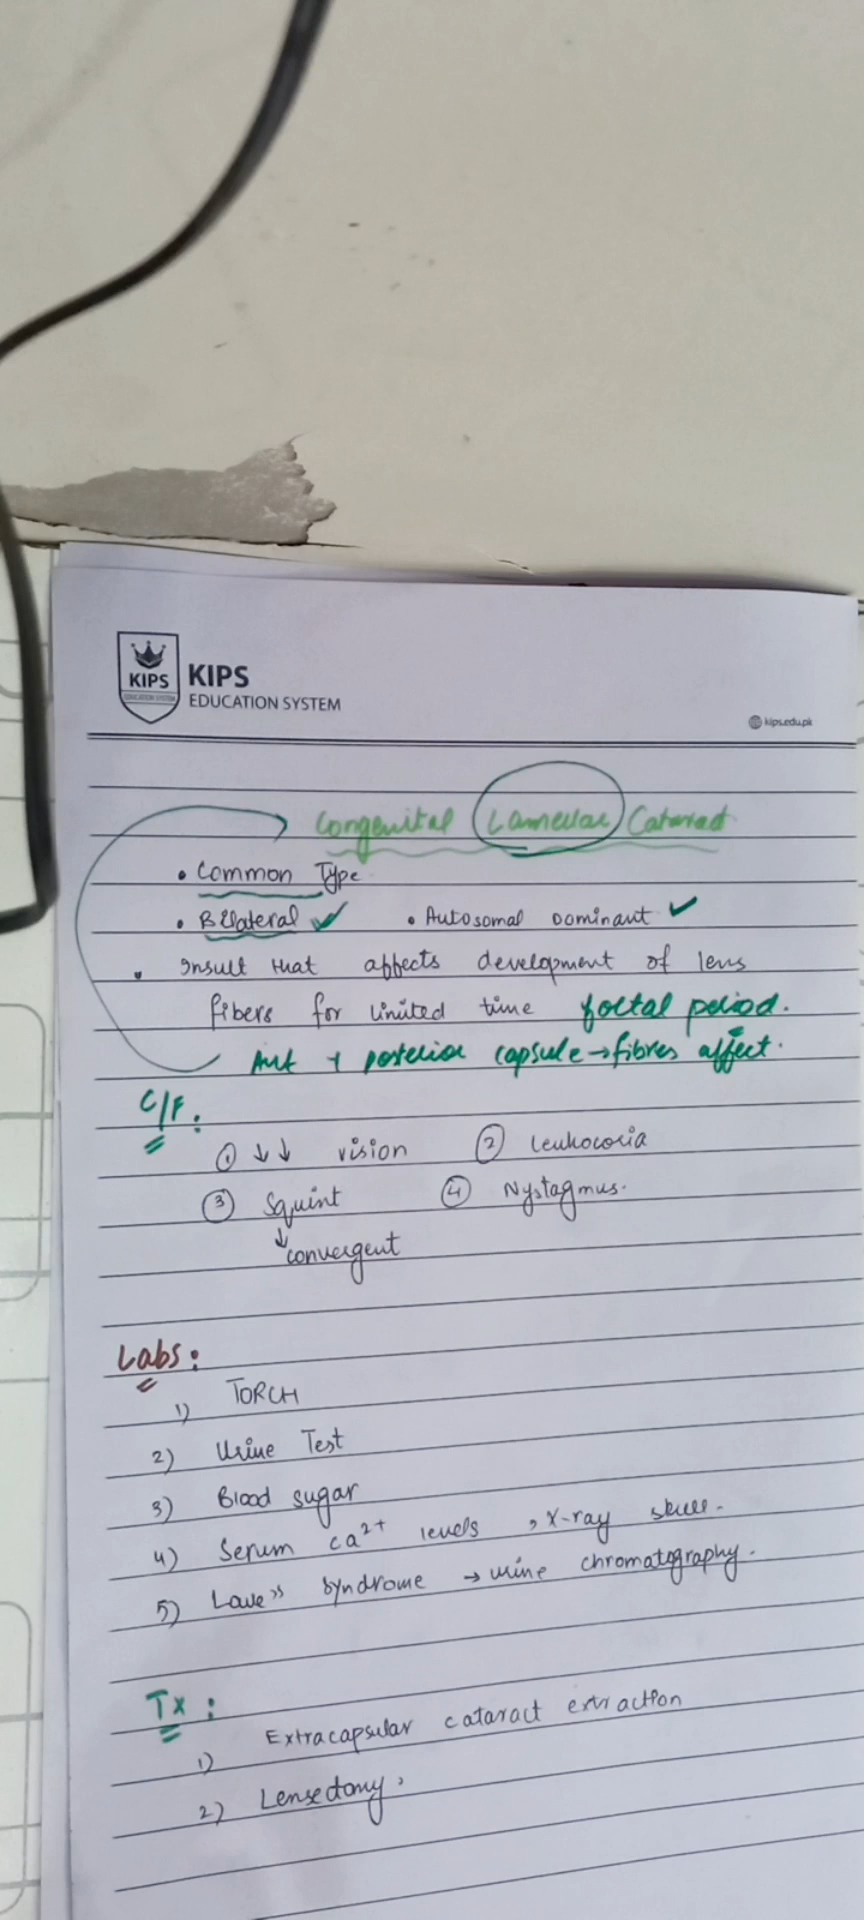 KIPS
EDUCATION SYSTEM
KIPS
EDUCATION SYSTEM
kips.edu.pk
Congenital Lamellar Cataract
• Common Type
• Bilateral ✓ • Autosomal Dominant ✓
• Insult that affects development of lens
fibers for limited time foetal period.
Ant + posterior capsule → fibres affect.
C/F:
① ↓↓ vision ② Leukocoria
③ Squint ④ Nystagmus.
↓
convergent
Labs:
1) TORCH
2) Urine Test
3) Blood sugar
4) Serum Ca²⁺ levels, X-ray skull.
5) Lowe's syndrome → urine chromatography.
Tx:
1) Extracapsular cataract extraction
2) Lensectomy.